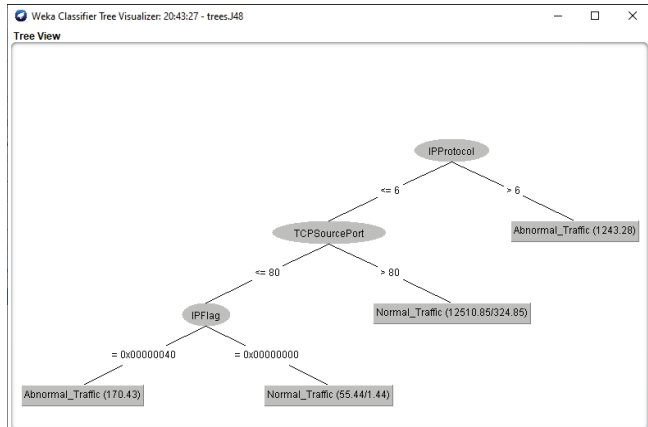 Weka Classifier Tree Visualizer: 20:43:27 - trees.J48
Tree View
IPProtocol
<= 6
> 6
TCPSourcePort
Abnormal_Traffic (1243.28)
<= 80
> 80
IPFlag
Normal_Traffic (12510.85/324.85)
= 0x00000040
= 0x00000000
Abnormal_Traffic (170.43)
Normal_Traffic (55.44/1.44)